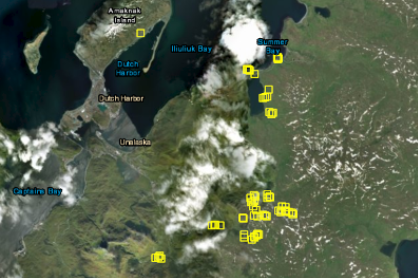 Amaknak
Island
Iliuliuk Bay
Summer
Bay
Dutch
Harbor
Dutch Harbor
Unalaska
Captains Bay